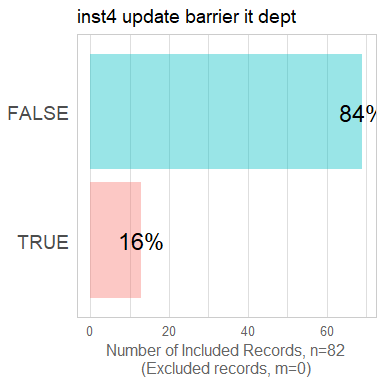 inst4 update barrier it dept
FALSE
84%
TRUE
16%
0 20 40 60
Number of Included Records, n=82
(Excluded records, m=0)